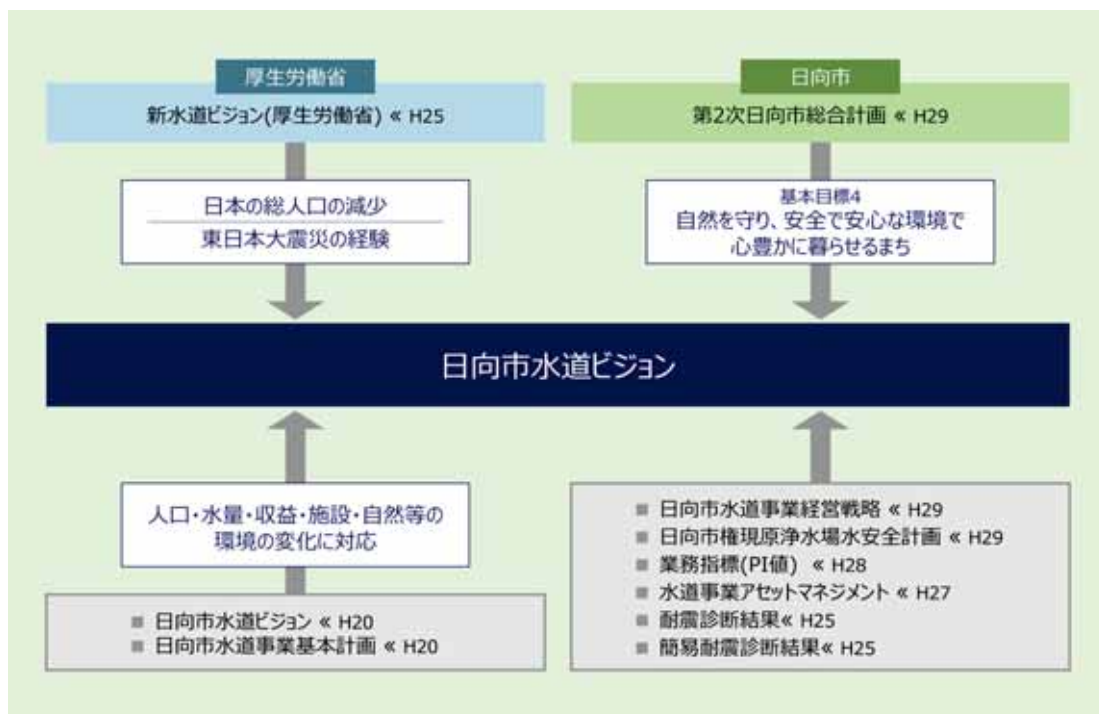 厚生労働省
新水道ビジョン(厚生労働省) « H25
日本の総人口の減少
東日本大震災の経験
日向市
第2次日向市総合計画 « H29
基本目標4
自然を守り、安全で安心な環境で
心豊かに暮らせるまち
日向市水道ビジョン
人口・水量・収益・施設・自然等の
環境の変化に対応
■ 日向市水道ビジョン « H20
■ 日向市水道事業基本計画 « H20
■ 日向市水道事業経営戦略 « H29
■ 日向市権現原浄水場水安全計画 « H29
■ 業務指標(PI値) « H28
■ 水道事業アセットマネジメント « H27
■ 耐震診断結果« H25
■ 簡易耐震診断結果« H25